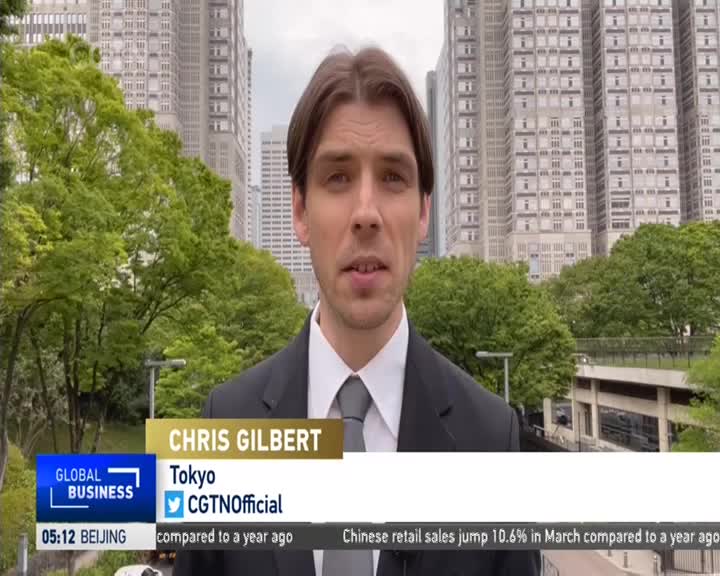 CHRIS GILBERT
Tokyo
CGTNOfficial
GLOBAL
BUSINESS
05:12 BEIJING
compared to a year ago Chinese retail sales jump 10.6% in March compared to a year ago